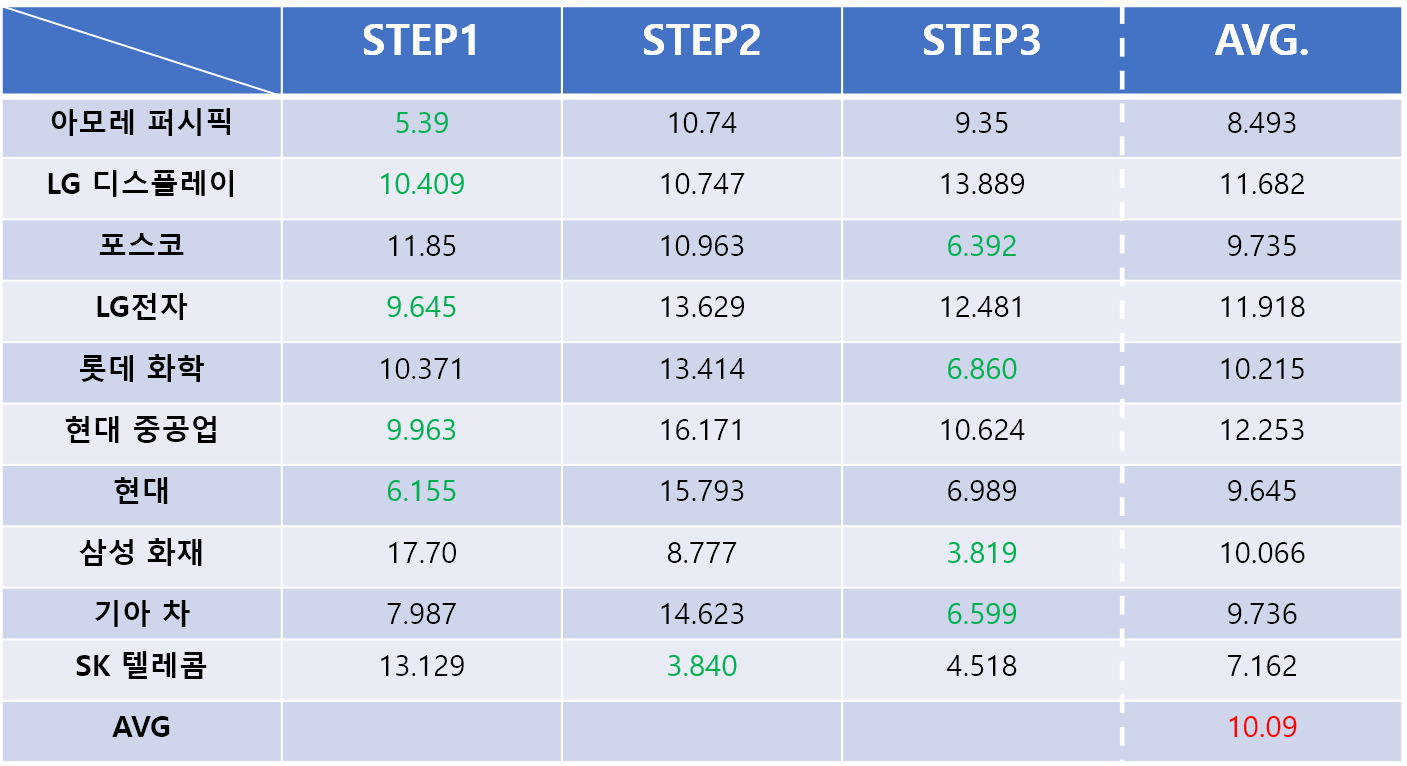 STEP1 STEP2 STEP3 AVG.
아모레 퍼시픽 5.39 10.74 9.35 8.493
LG 디스플레이 10.409 10.747 13.889 11.682
포스코 11.85 10.963 6.392 9.735
LG전자 9.645 13.629 12.481 11.918
롯데 화학 10.371 13.414 6.860 10.215
현대 중공업 9.963 16.171 10.624 12.253
현대 6.155 15.793 6.989 9.645
삼성 화재 17.70 8.777 3.819 10.066
기아 차 7.987 14.623 6.599 9.736
SK 텔레콤 13.129 3.840 4.518 7.162
AVG 10.09